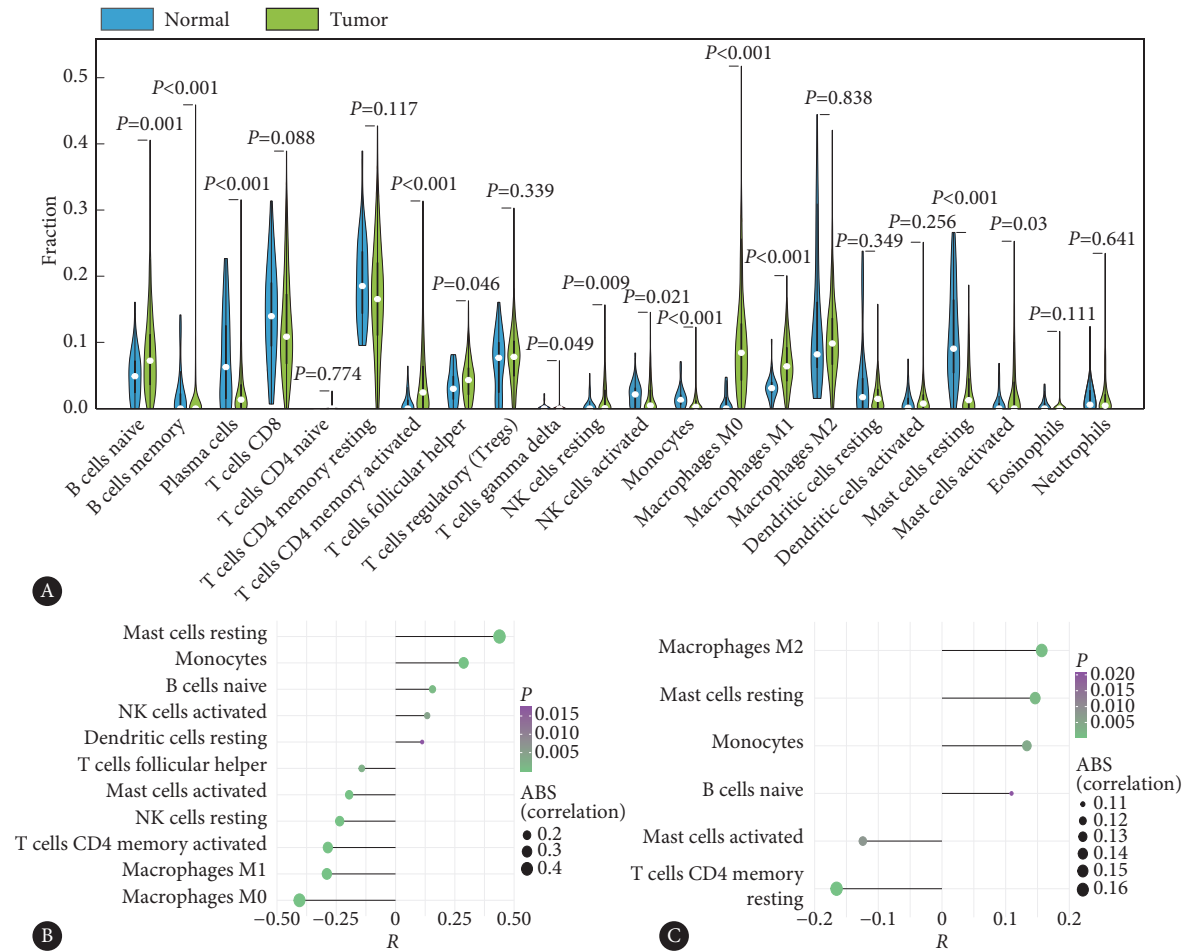 Normal
Tumor
P=0.001
P<0.001
P<0.001
P=0.088
P=0.774
P=0.117
P<0.001
P=0.046
P=0.339
P=0.049
P=0.009
P=0.021
P<0.001
P<0.001
P<0.001
P=0.838
P=0.349
P=0.256
P<0.001
P=0.03
P=0.111
P=0.641
Fraction
0.5
0.4
0.3
0.2
0.1
0.0
B cells naive
B cells memory
Plasma cells
T cells CD8
T cells CD4 naive
T cells CD4 memory resting
T cells CD4 memory activated
T cells follicular helper
T cells regulatory (Tregs)
T cells gamma delta
NK cells resting
NK cells activated
Monocytes
Macrophages M0
Macrophages M1
Macrophages M2
Dendritic cells resting
Dendritic cells activated
Mast cells resting
Mast cells activated
Eosinophils
Neutrophils
A
Mast cells resting
Monocytes
B cells naive
NK cells activated
Dendritic cells resting
T cells follicular helper
Mast cells activated
NK cells resting
T cells CD4 memory activated
Macrophages M1
Macrophages M0
−0.50 −0.25 0 0.25 0.50
R
P
0.015
0.010
0.005
ABS
(correlation)
0.2
0.3
0.4
B
Macrophages M2
Mast cells resting
Monocytes
B cells naive
Mast cells activated
T cells CD4 memory
resting
−0.2 −0.1 0 0.1 0.2
R
P
0.020
0.015
0.010
0.005
ABS
(correlation)
0.11
0.12
0.13
0.14
0.15
0.16
C